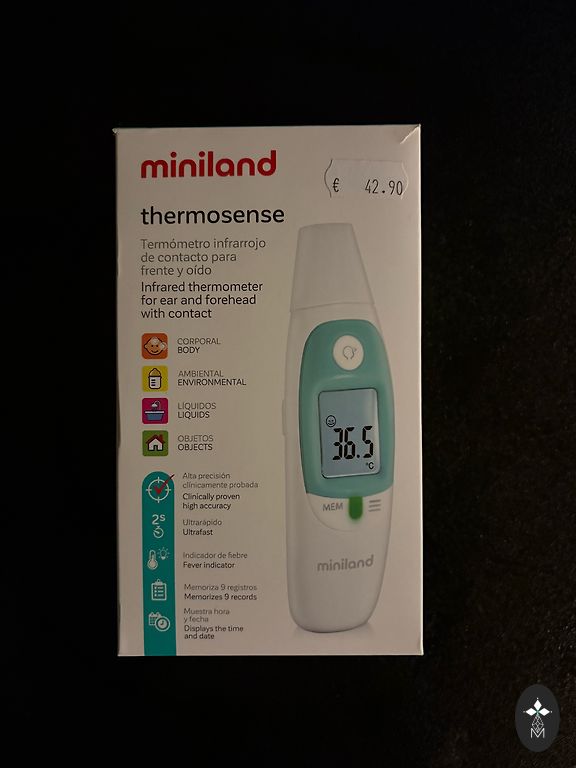 miniland
€ 42.90
thermosense
Termómetro infrarrojo
de contacto para
frente y oído
Infrared thermometer
for ear and forehead
with contact
CORPORAL
BODY
AMBIENTAL
ENVIRONMENTAL
LÍQUIDOS
LIQUIDS
OBJETOS
OBJECTS
36.5
°C
MEM
miniland
Alta precisión
clínicamente probada
Clinically proven
high accuracy
2s
Ultrarápido
Ultrafast
Indicador de fiebre
Fever indicator
Memoriza 9 registros
Memorizes 9 records
Muestra hora
y fecha
Displays the time
and date
M